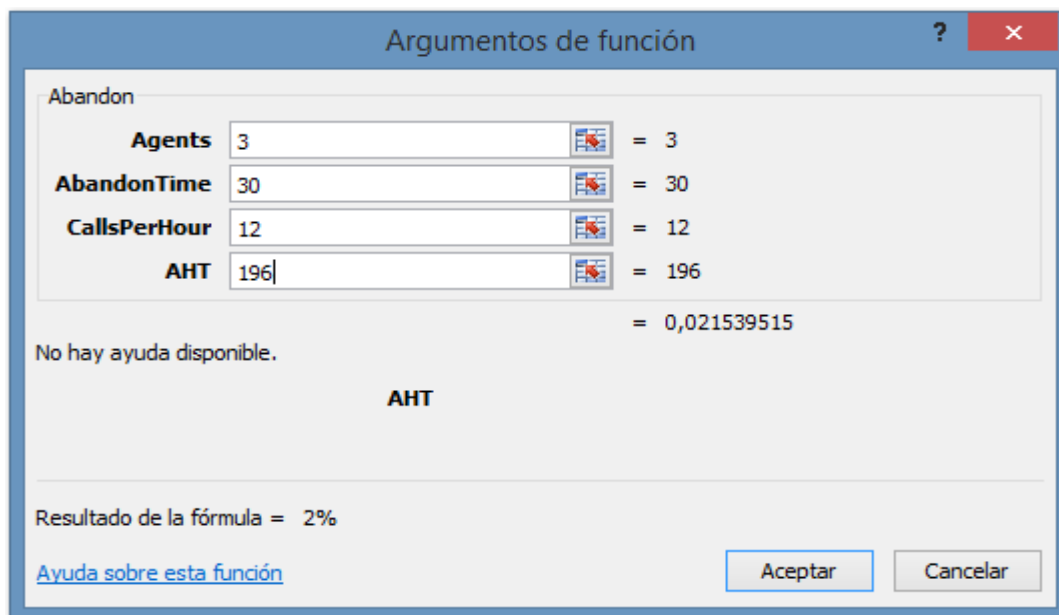 Argumentos de función
?
Abandon
Agents 3 = 3
AbandonTime 30 = 30
CallsPerHour 12 = 12
AHT 196 = 196
= 0,021539515
No hay ayuda disponible.
AHT
Resultado de la fórmula = 2%
Ayuda sobre esta función
Aceptar Cancelar